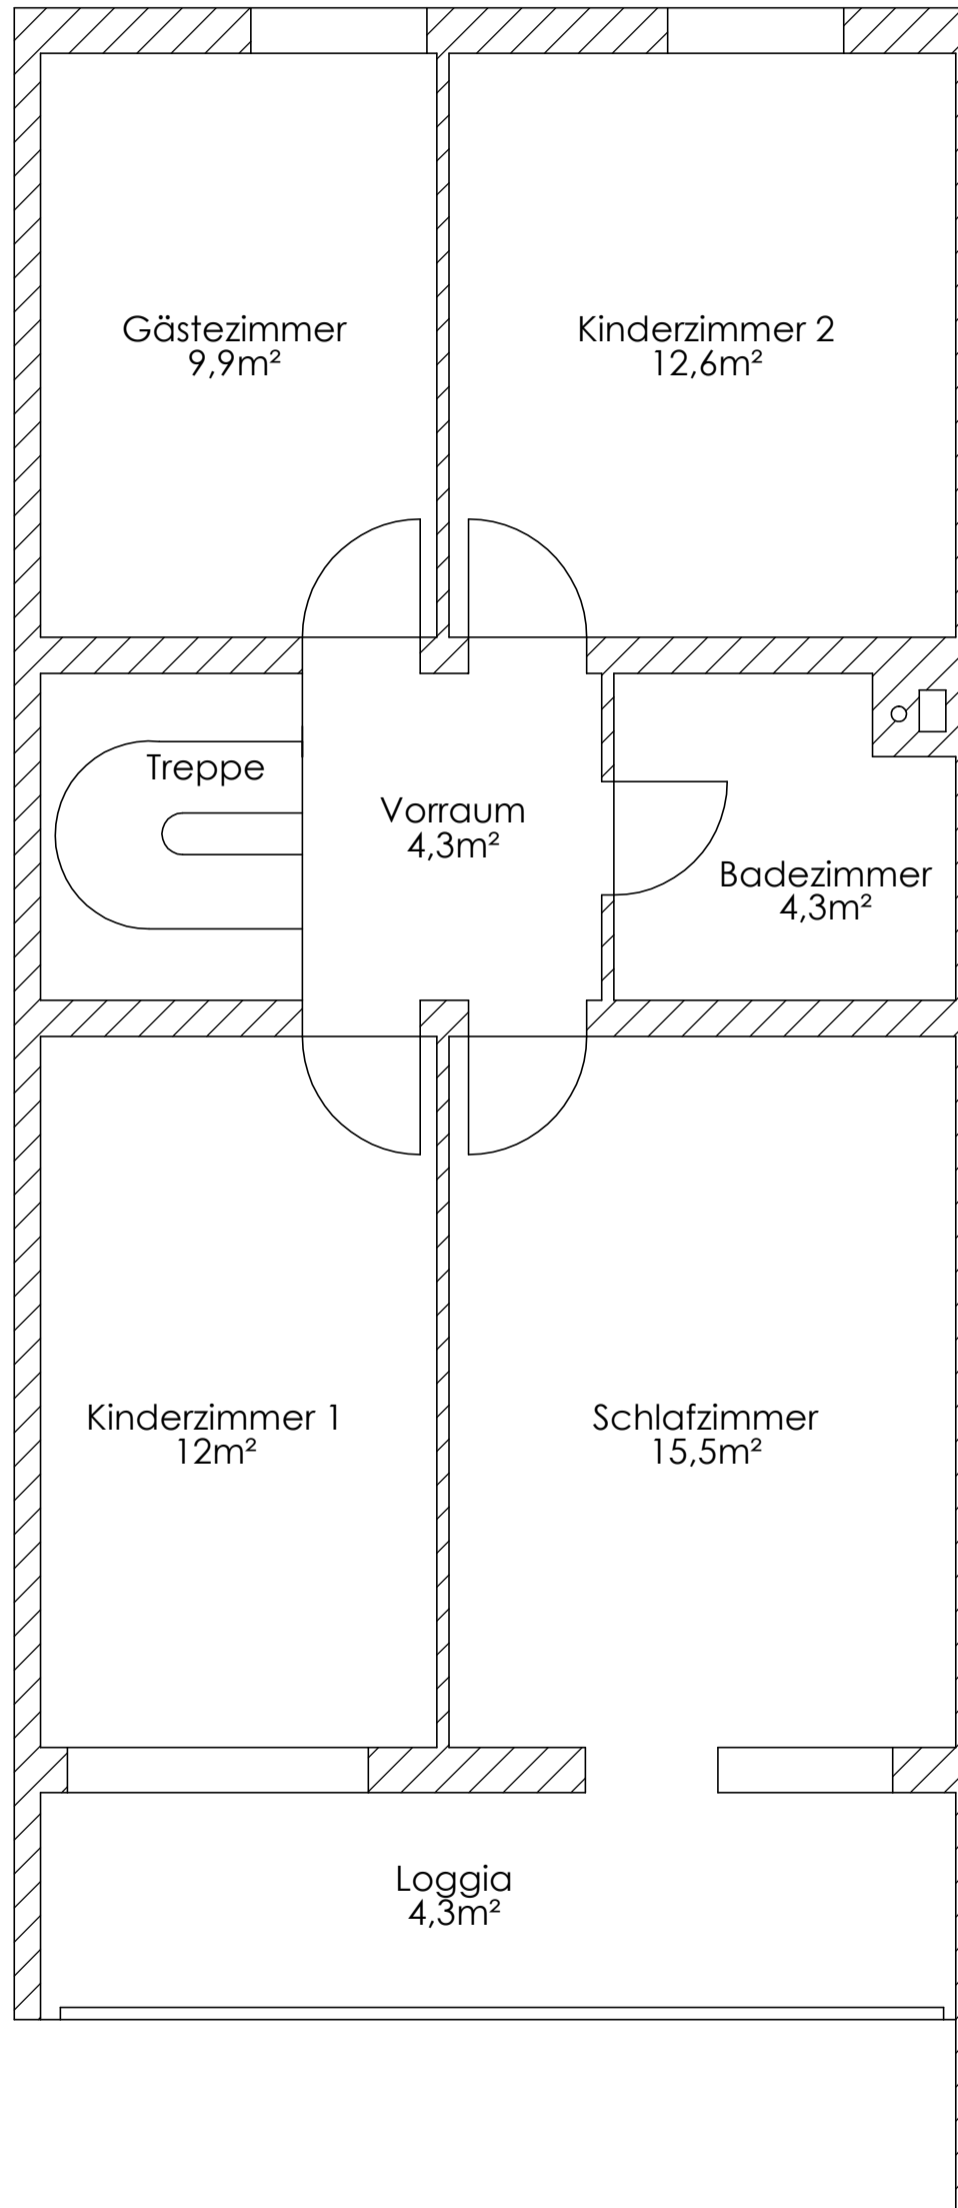 Gästezimmer
9,9m²
Kinderzimmer 2
12,6m²
Treppe
Vorraum
4,3m²
Badezimmer
4,3m²
Kinderzimmer 1
12m²
Schlafzimmer
15,5m²
Loggia
4,3m²